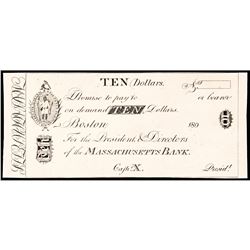 TEN Dollars. No
Promise to pay to or bearer
on demand TEN Dollars.
Boston 180
For the President, & Directors
of the MASSACHUSETTS BANK.
Cash X. Presid't.